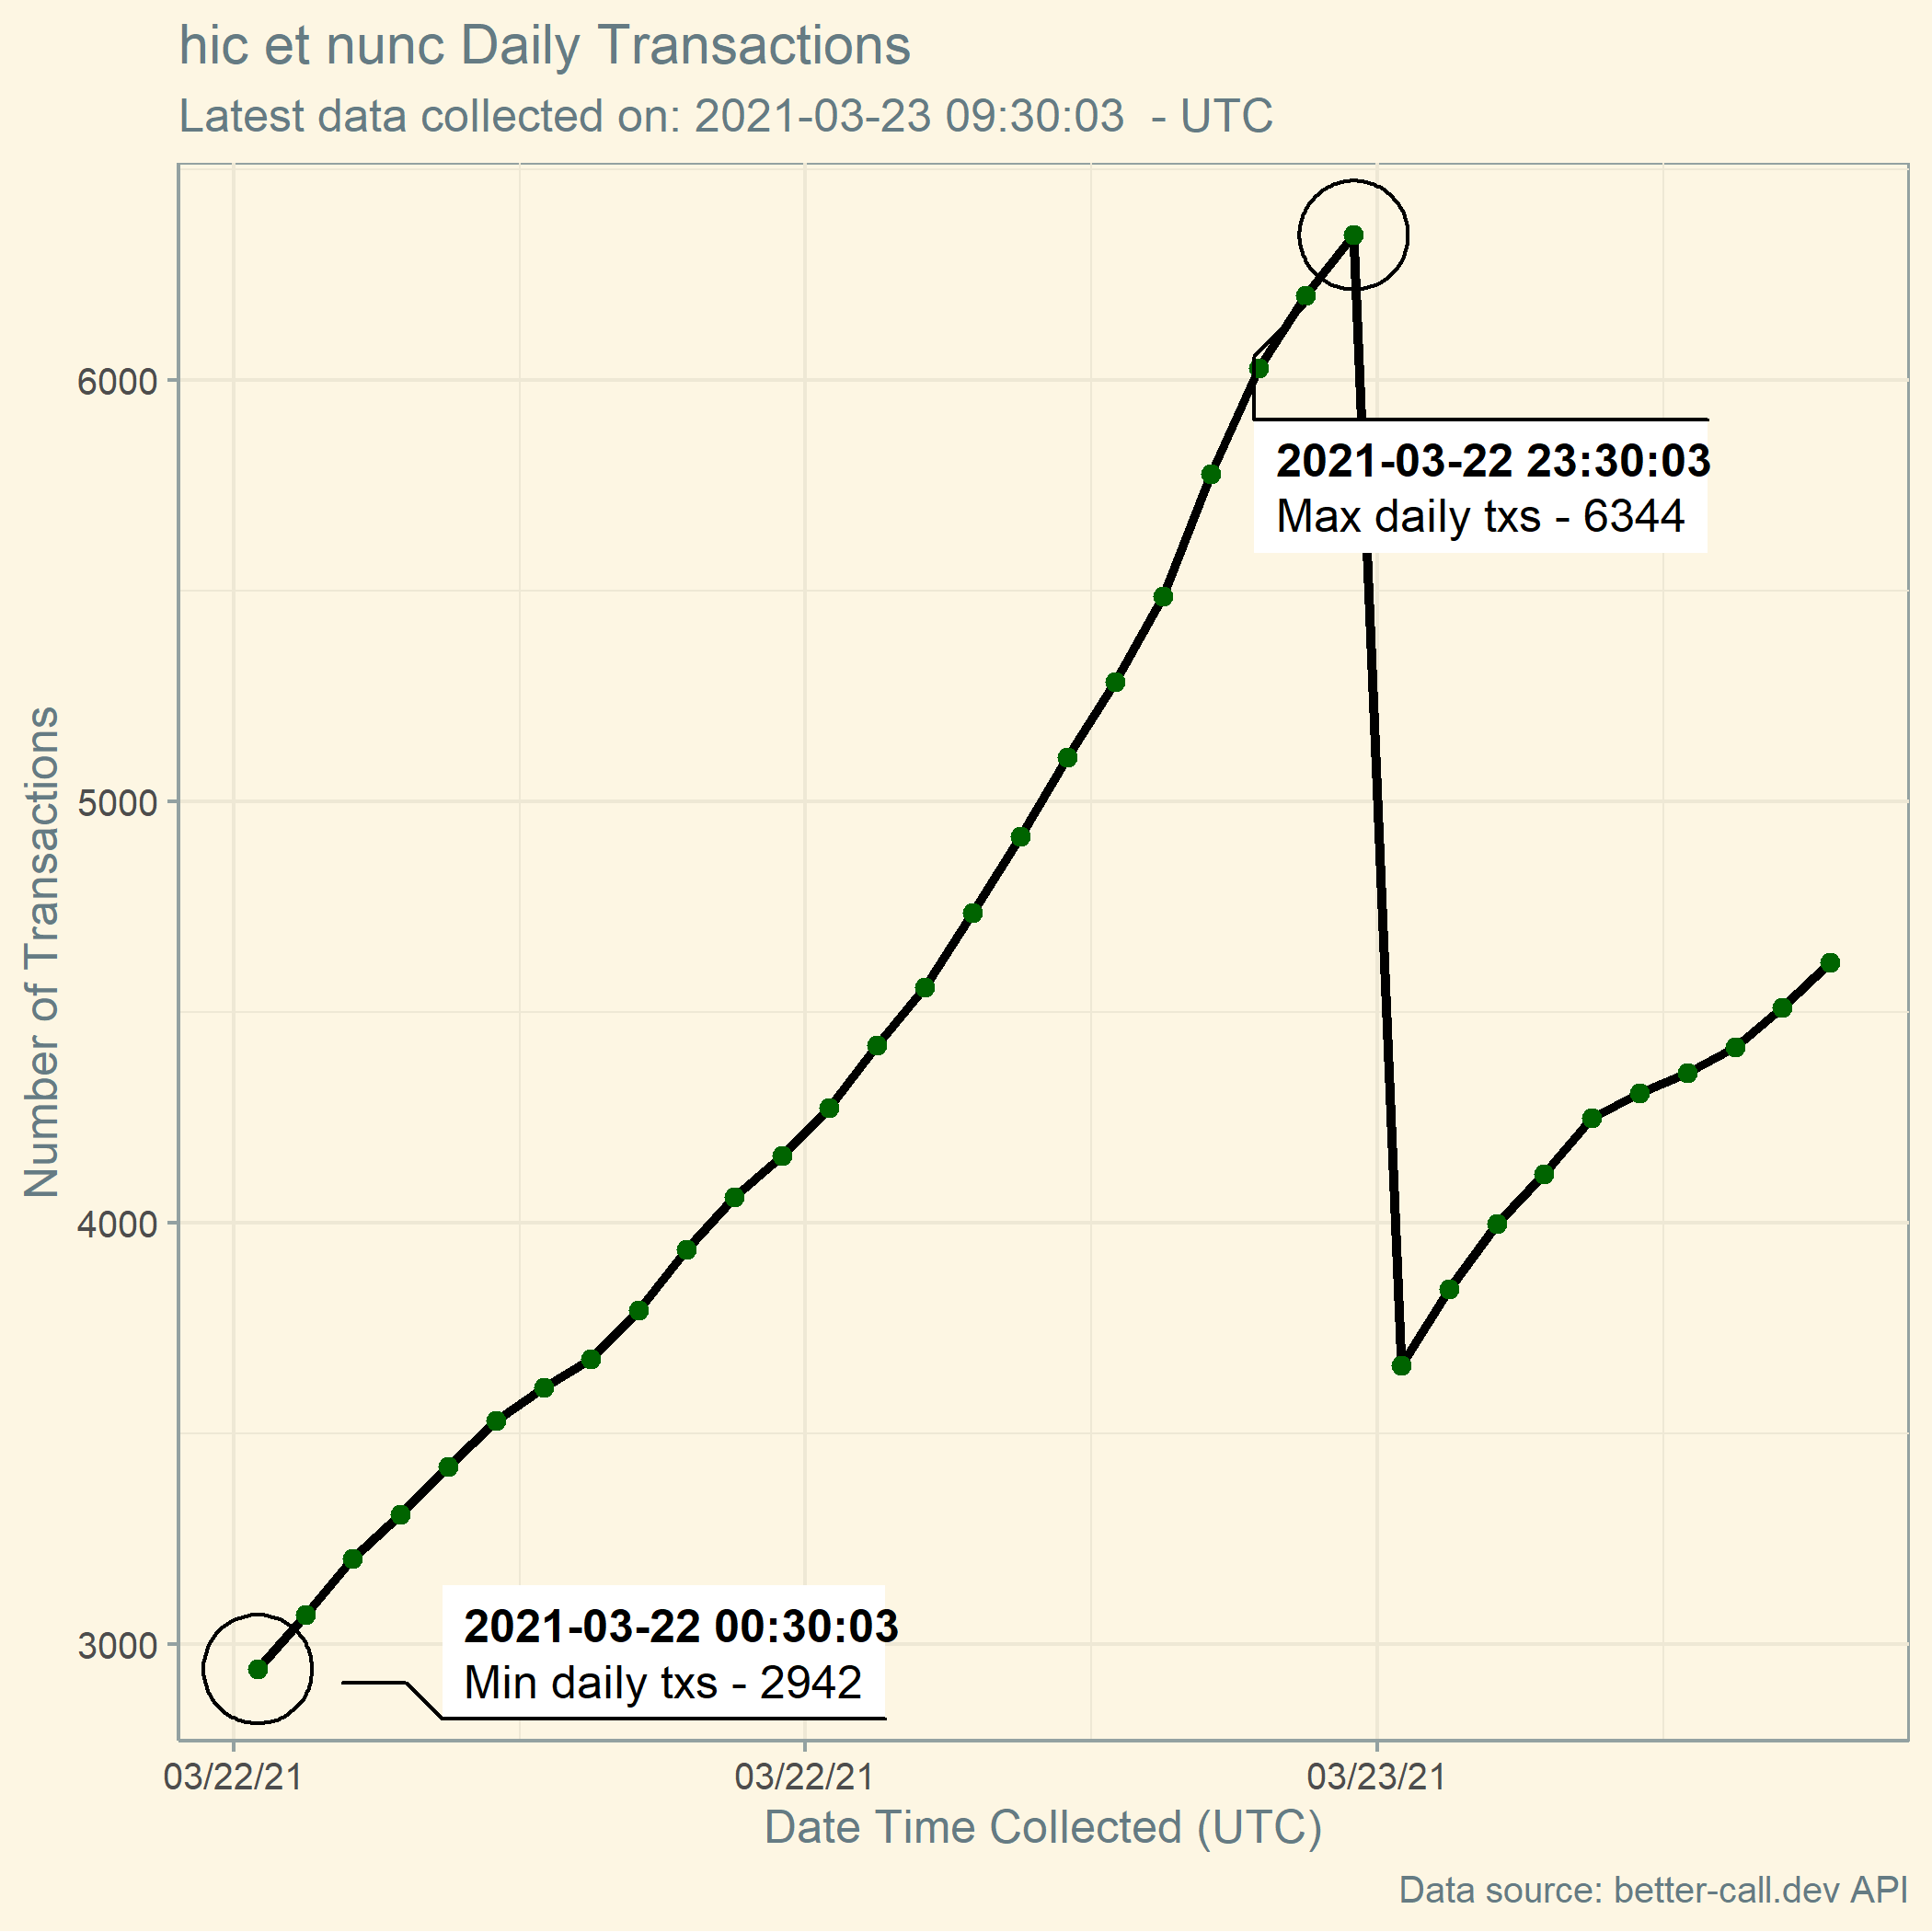 hic et nunc Daily Transactions
Latest data collected on: 2021-03-23 09:30:03  - UTC
Number of Transactions
6000
5000
4000
3000
2021-03-22 23:30:03
Max daily txs - 6344
2021-03-22 00:30:03
Min daily txs - 2942
03/22/21
03/22/21
03/23/21
Date Time Collected (UTC)
Data source: better-call.dev API